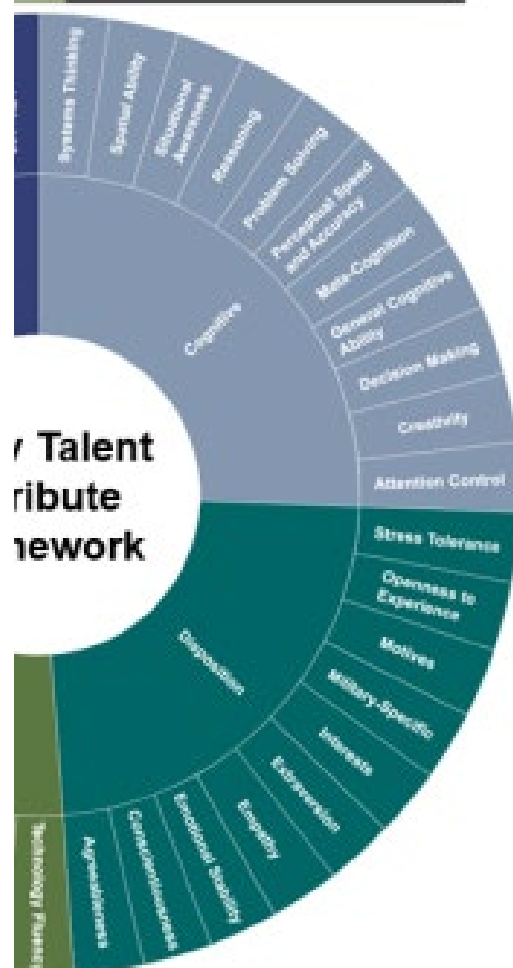 Systems Thinking
Spatial Ability
Situational
Awareness
Reasoning
Problem Solving
Perceptual Speed
and Accuracy
Meta-Cognition
General Cognitive
Ability
Decision Making
Creativity
Attention Control
Cognitive
y Talent
ribute
nework
Stress Tolerance
Openness to
Experience
Motives
Military-Specific
Interests
Extraversion
Empathy
Emotional Stability
Conscientiousness
Agreeableness
Disposition
Technology Fluenc